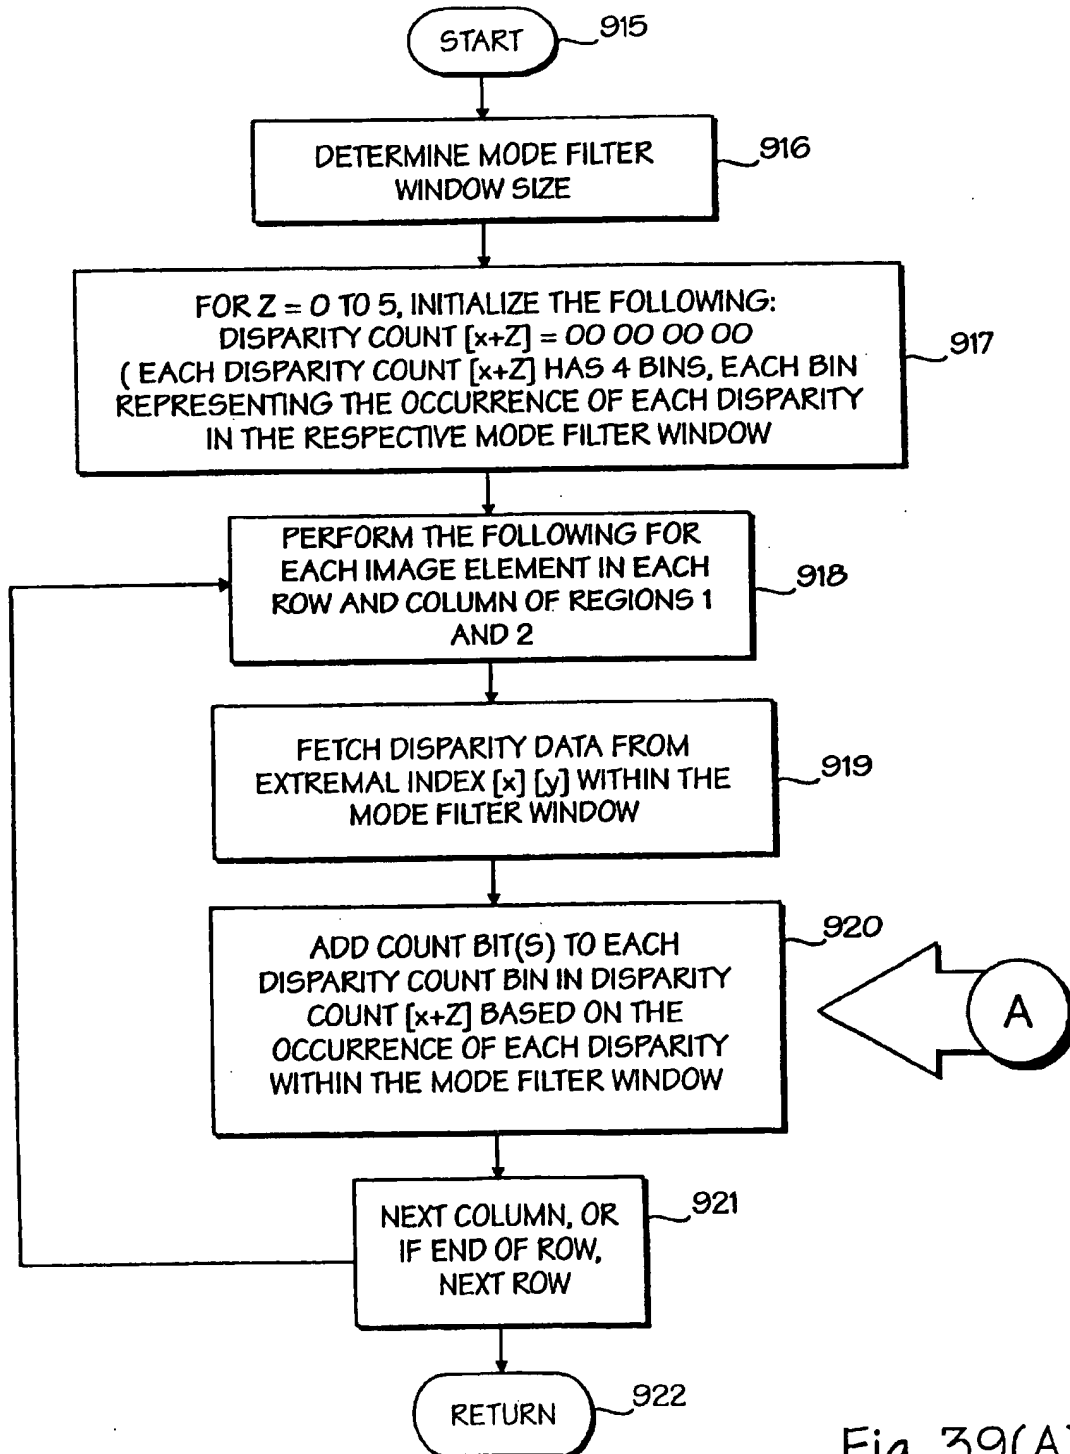 START
915
DETERMINE MODE FILTER
WINDOW SIZE
916
FOR Z = 0 TO 5, INITIALIZE THE FOLLOWING:
DISPARITY COUNT [x+Z] = 00 00 00 00
( EACH DISPARITY COUNT [x+Z] HAS 4 BINS, EACH BIN
REPRESENTING THE OCCURRENCE OF EACH DISPARITY
IN THE RESPECTIVE MODE FILTER WINDOW
917
PERFORM THE FOLLOWING FOR
EACH IMAGE ELEMENT IN EACH
ROW AND COLUMN OF REGIONS 1
AND 2
918
FETCH DISPARITY DATA FROM
EXTREMAL INDEX [x] [y] WITHIN THE
MODE FILTER WINDOW
919
ADD COUNT BIT(S) TO EACH
DISPARITY COUNT BIN IN DISPARITY
COUNT [x+Z] BASED ON THE
OCCURRENCE OF EACH DISPARITY
WITHIN THE MODE FILTER WINDOW
920
A
NEXT COLUMN, OR
IF END OF ROW,
NEXT ROW
921
RETURN
922
Fig. 39(A)